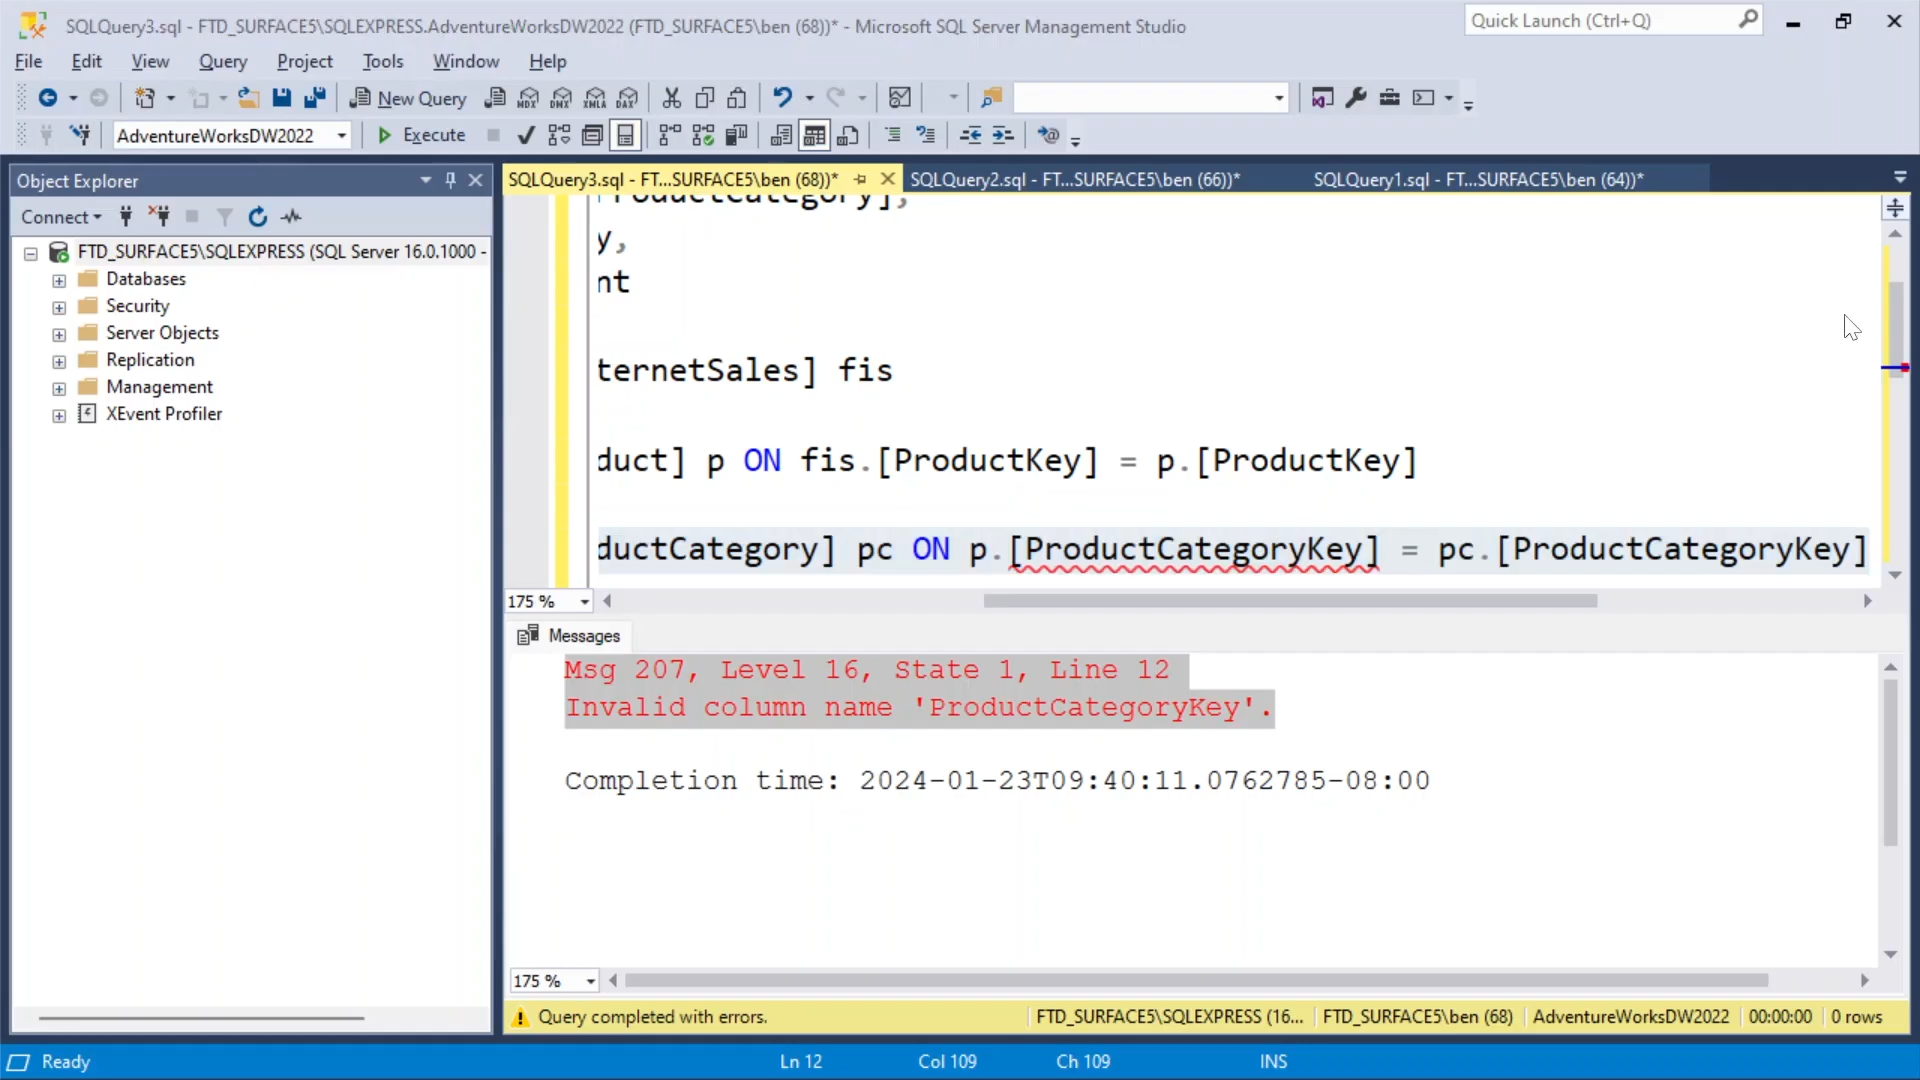 SQLQuery3.sql - FTD_SURFACE5\SQLEXPRESS.AdventureWorksDW2022 (FTD_SURFACE5\ben (68))* - Microsoft SQL Server Management Studio
Quick Launch (Ctrl+Q)
File Edit View Query Project Tools Window Help
New Query MDX DMX XMLA DAX
AdventureWorksDW2022 Execute
Object Explorer
SQLQuery3.sql - FT...SURFACE5\ben (68))* SQLQuery2.sql - FT...SURFACE5\ben (66))* SQLQuery1.sql - FT...SURFACE5\ben (64))*
Connect
FTD_SURFACE5\SQLEXPRESS (SQL Server 16.0.1000 -
Databases
Security
Server Objects
Replication
Management
XEvent Profiler
roductCategory],
y,
nt
ternetSales] fis
duct] p ON fis.[ProductKey] = p.[ProductKey]
ductCategory] pc ON p.[ProductCategoryKey] = pc.[ProductCategoryKey]
175 %
Messages
Msg 207, Level 16, State 1, Line 12
Invalid column name 'ProductCategoryKey'.
Completion time: 2024-01-23T09:40:11.0762785-08:00
175 %
Query completed with errors. FTD_SURFACE5\SQLEXPRESS (16... FTD_SURFACE5\ben (68) AdventureWorksDW2022 00:00:00 0 rows
Ready Ln 12 Col 109 Ch 109 INS